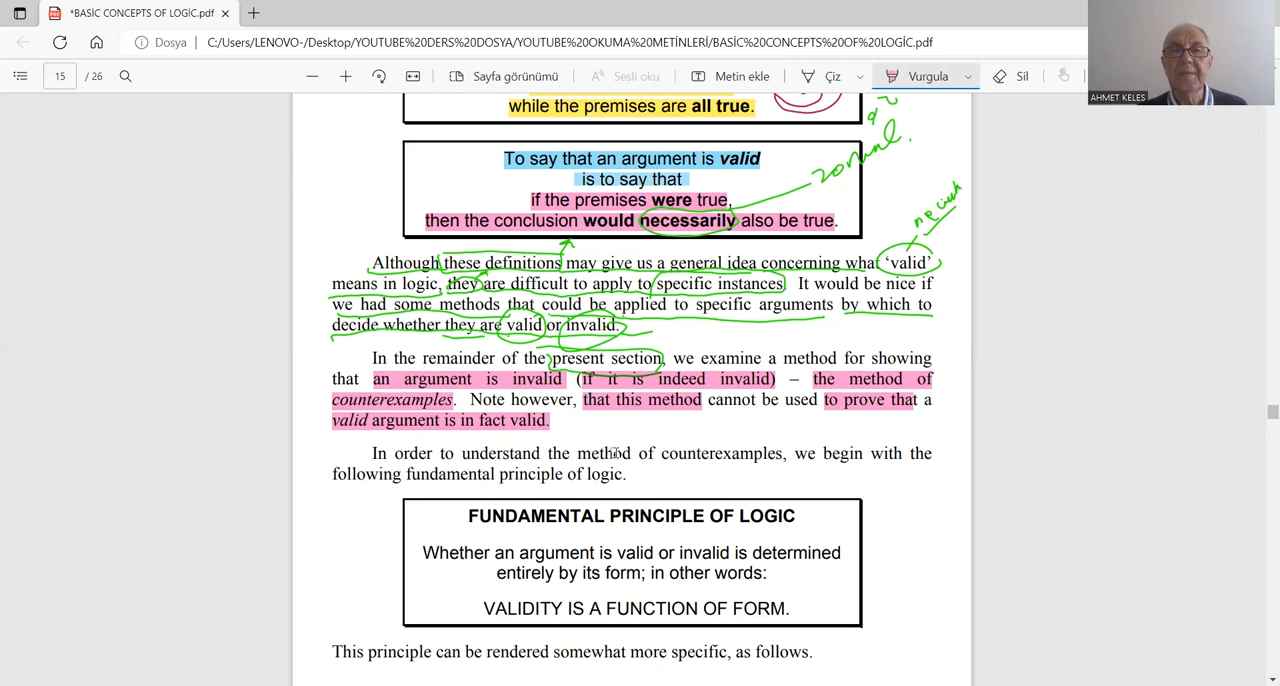 *BASİC CONCEPTS OF LOGİC.pdf
Dosya C:/Users/LENOVO-/Desktop/YOUTUBE%20DERS%20DOSYA/YOUTUBE%20OKUMA%20METİNLERİ/BASİC%20CONCEPTS%20OF%20LOGİC.pdf
15 / 26 Sayfa görünümü Sesli oku Metin ekle Çiz Vurgula Sil
AHMET KELES
while the premises are all true.
To say that an argument is valid
is to say that
if the premises were true,
then the conclusion would necessarily also be true.
Although these definitions may give us a general idea concerning what ‘valid’
means in logic, they are difficult to apply to specific instances. It would be nice if
we had some methods that could be applied to specific arguments by which to
decide whether they are valid or invalid.
In the remainder of the present section, we examine a method for showing
that an argument is invalid (if it is indeed invalid) – the method of
counterexamples. Note however, that this method cannot be used to prove that a
valid argument is in fact valid.
In order to understand the method of counterexamples, we begin with the
following fundamental principle of logic.
FUNDAMENTAL PRINCIPLE OF LOGIC
Whether an argument is valid or invalid is determined
entirely by its form; in other words:
VALIDITY IS A FUNCTION OF FORM.
This principle can be rendered somewhat more specific, as follows.